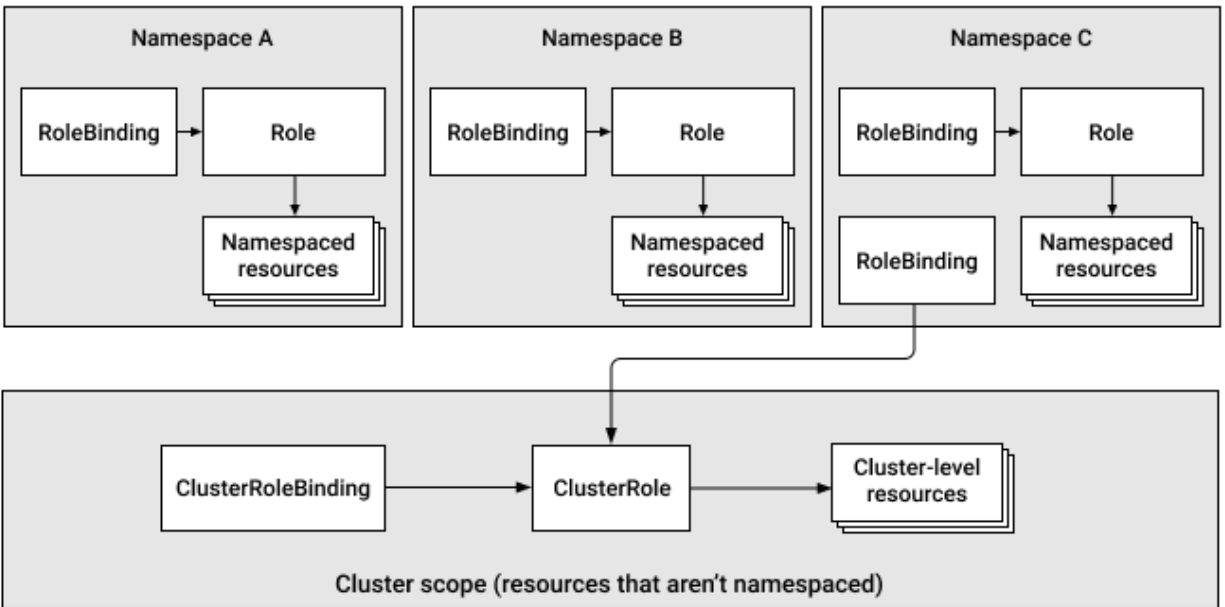 Namespace A
RoleBinding
Role
Namespaced
resources
Namespace B
RoleBinding
Role
Namespaced
resources
Namespace C
RoleBinding
Role
RoleBinding
Namespaced
resources
ClusterRoleBinding
ClusterRole
Cluster-level
resources
Cluster scope (resources that aren’t namespaced)